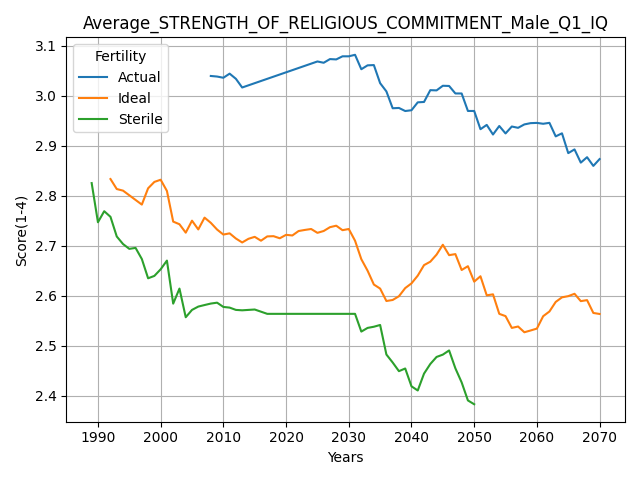 Average_STRENGTH_OF_RELIGIOUS_COMMITMENT_Male_Q1_IQ
Fertility
Actual
Ideal
Sterile
Score(1-4)
3.1
3.0
2.9
2.8
2.7
2.6
2.5
2.4
1990 2000 2010 2020 2030 2040 2050 2060 2070
Years